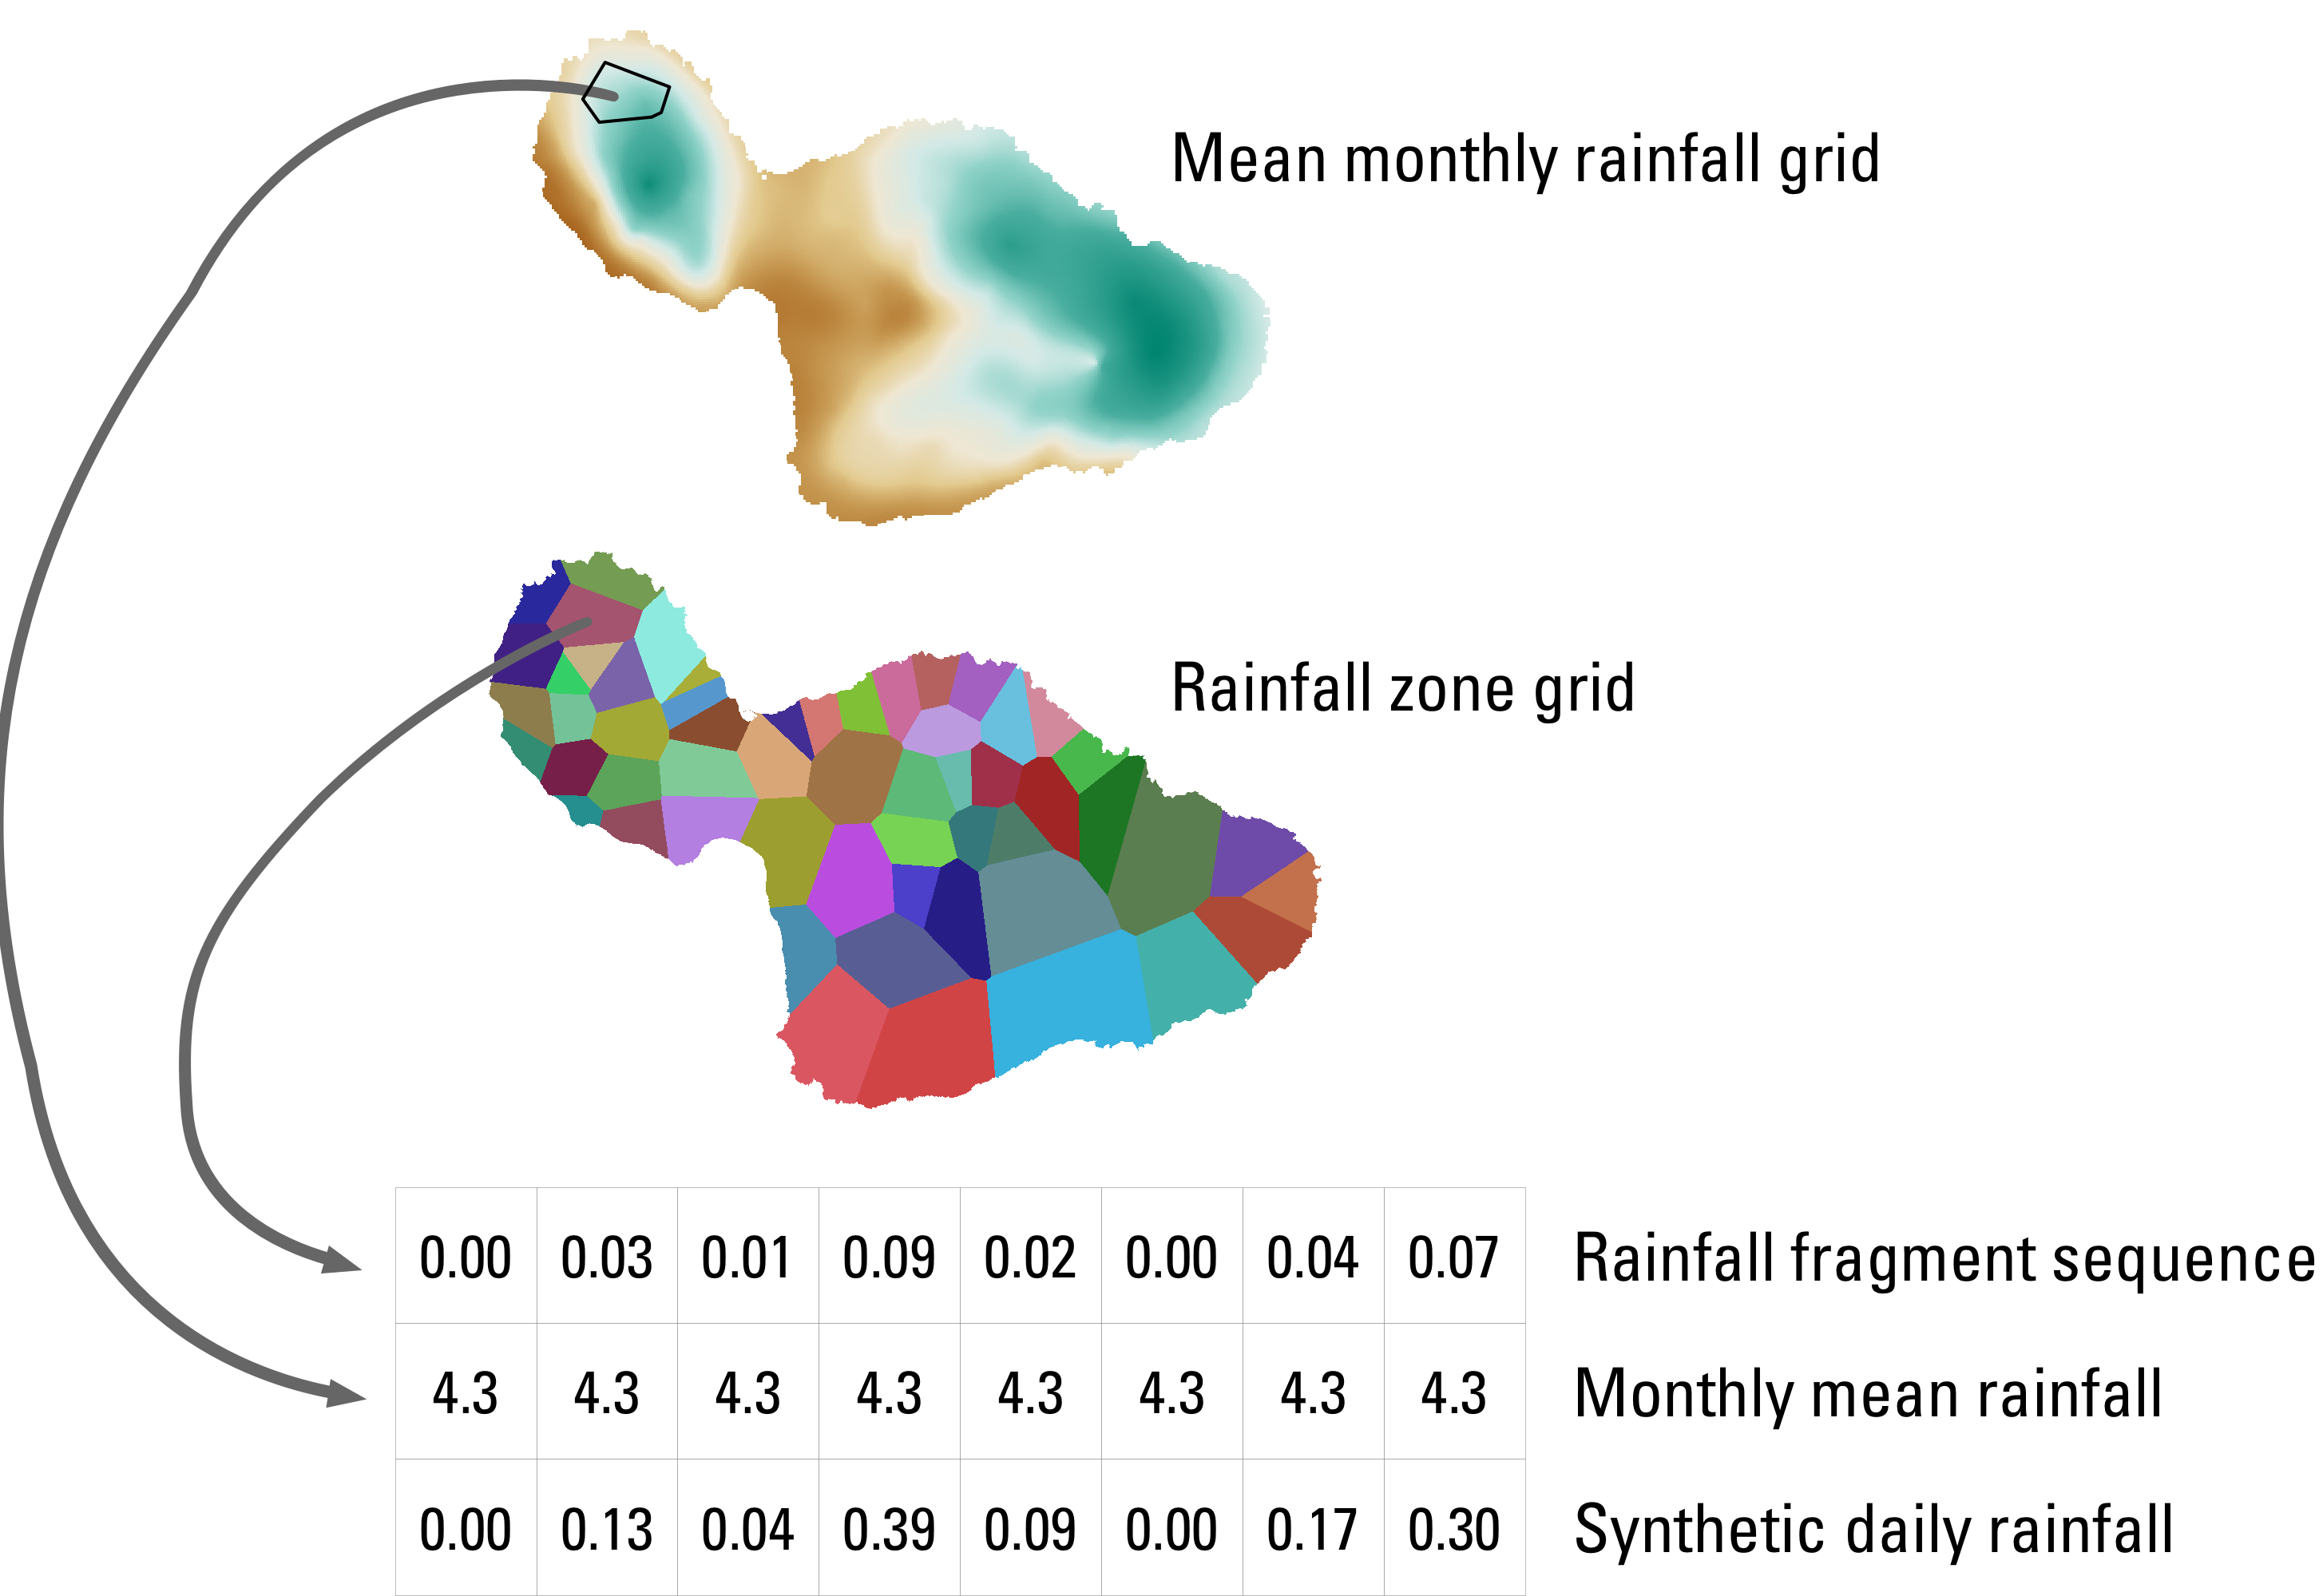 Mean monthly rainfall grid
Rainfall zone grid
0.00 0.03 0.01 0.09 0.02 0.00 0.04 0.07 Rainfall fragment sequence
4.3 4.3 4.3 4.3 4.3 4.3 4.3 4.3 Monthly mean rainfall
0.00 0.13 0.04 0.39 0.09 0.00 0.17 0.30 Synthetic daily rainfall